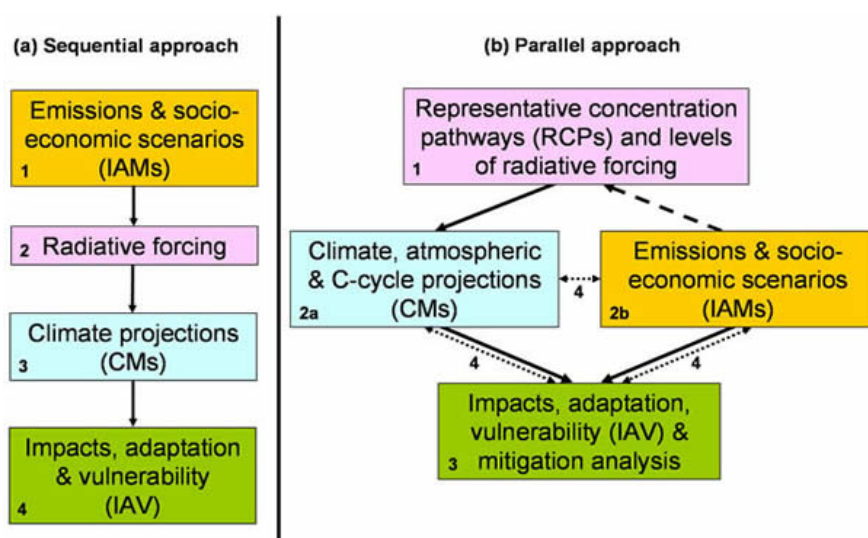 (a) Sequential approach
Emissions & socio-
economic scenarios
(IAMs)
1
2
Radiative forcing
Climate projections
(CMs)
3
Impacts, adaptation
& vulnerability
(IAV)
4
(b) Parallel approach
Representative concentration
pathways (RCPs) and levels
of radiative forcing
1
Climate, atmospheric
& C-cycle projections
(CMs)
2a
4
Emissions & socio-
economic scenarios
(IAMs)
2b
4
4
Impacts, adaptation,
vulnerability (IAV) &
mitigation analysis
3